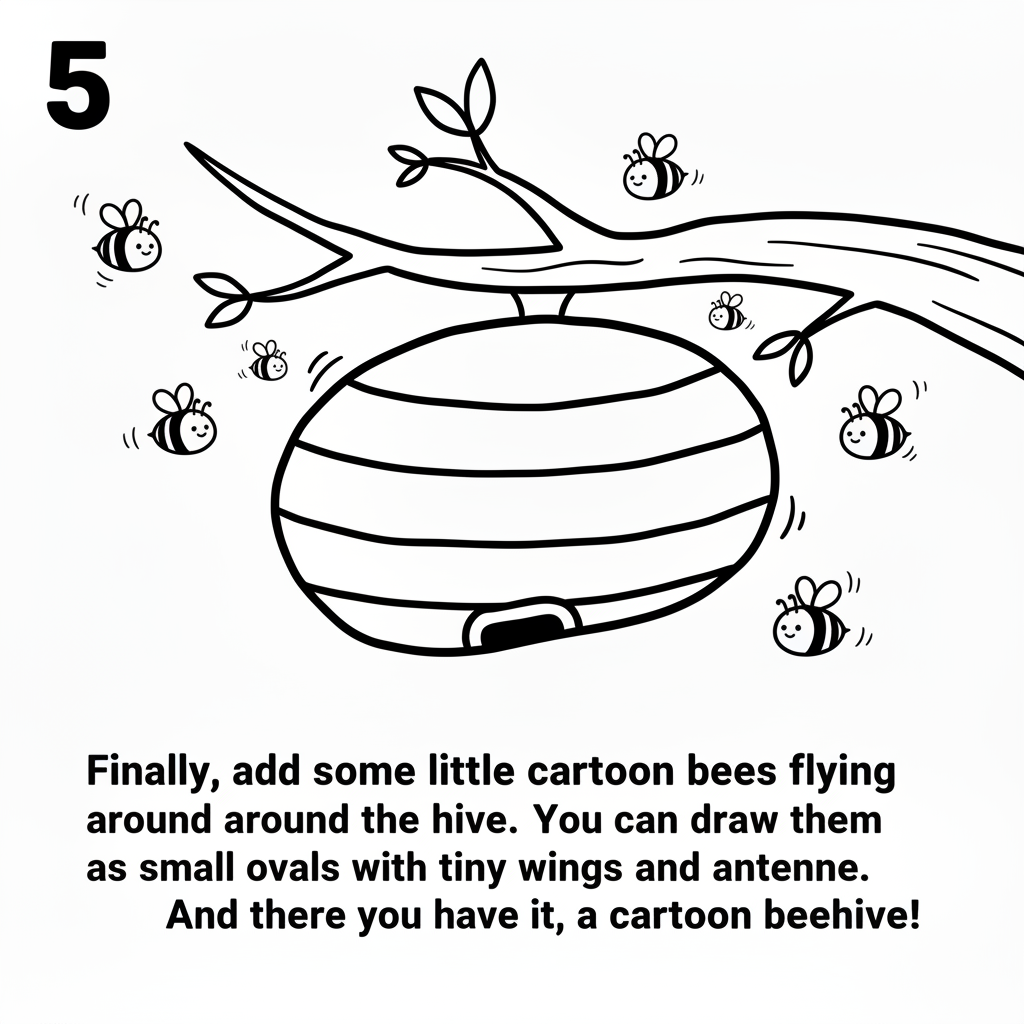 5
Finally, add some little cartoon bees flying
around around the hive. You can draw them
as small ovals with tiny wings and antenne.
And there you have it, a cartoon beehive!